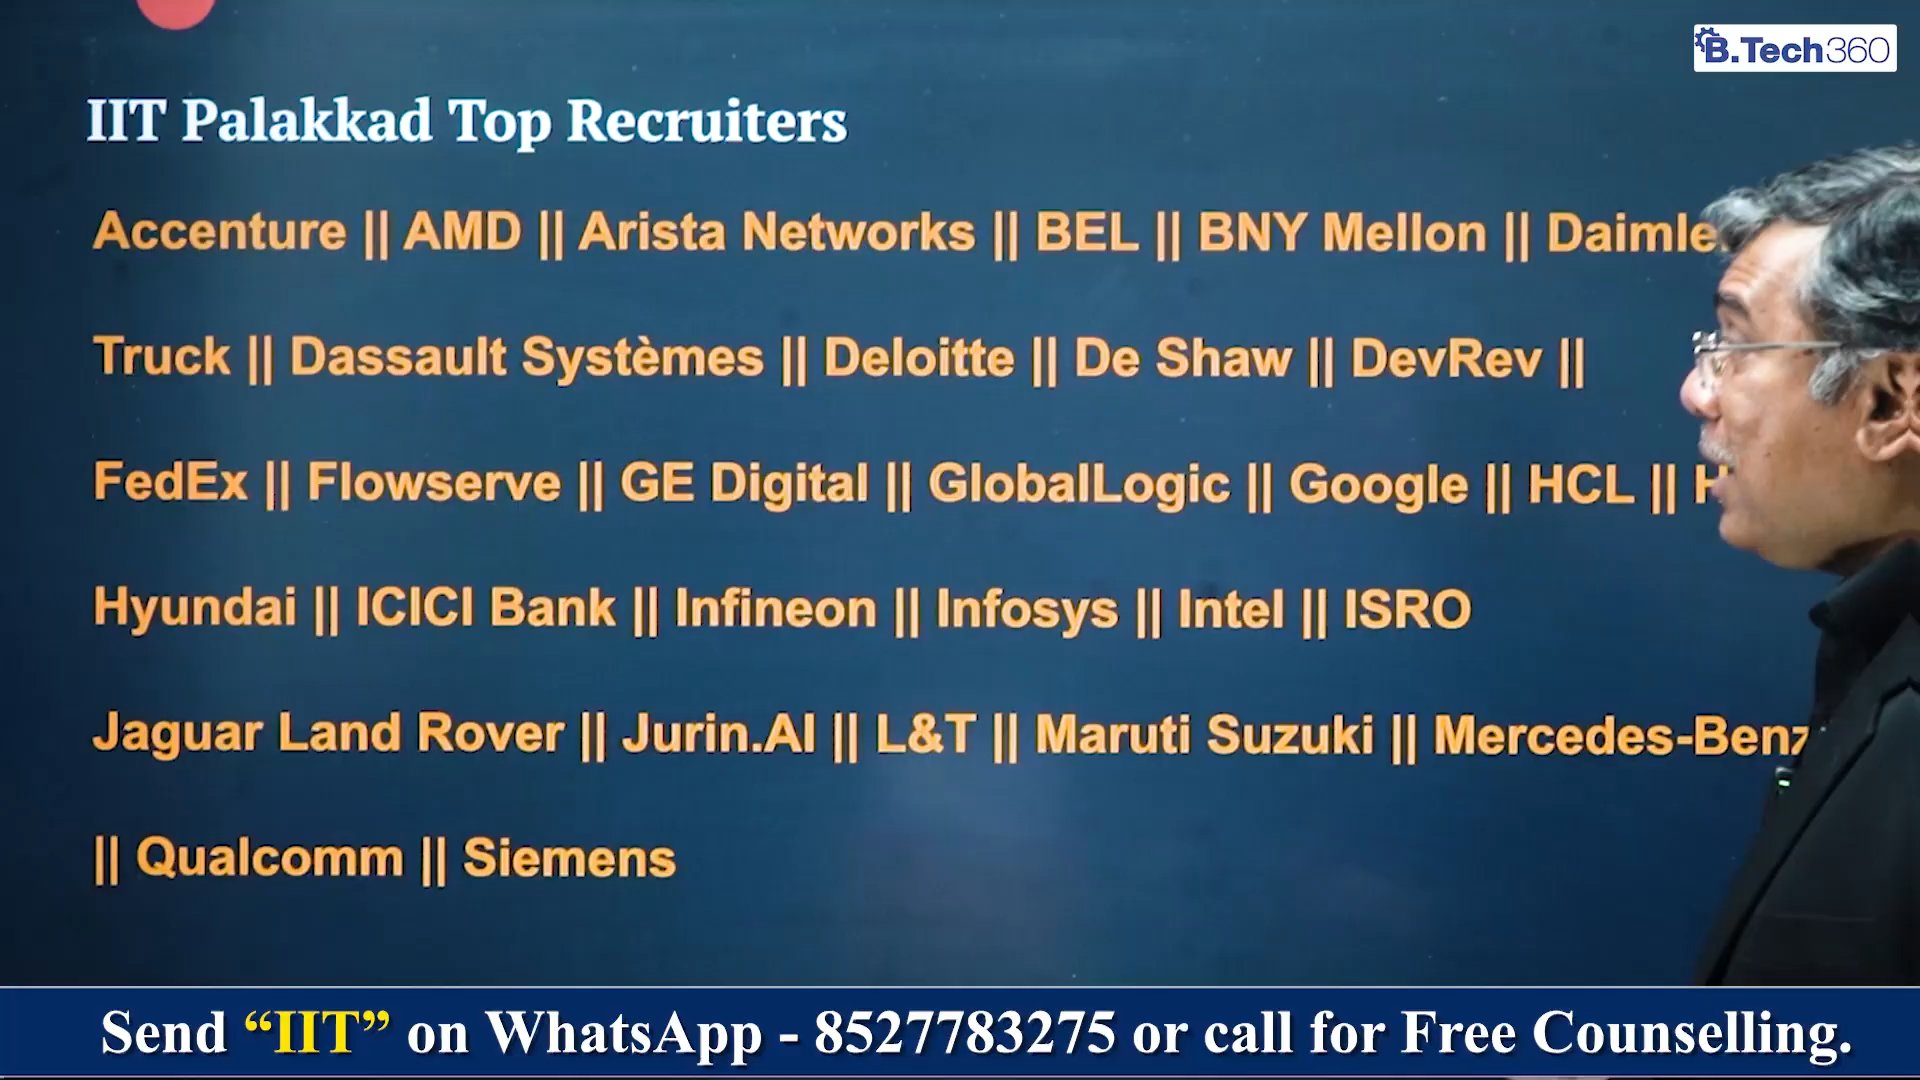 B.Tech360
IIT Palakkad Top Recruiters
Accenture || AMD || Arista Networks || BEL || BNY Mellon ||
Truck || Dassault Systèmes || Deloitte || De Shaw || DevRev ||
FedEx || Flowserve || GE Digital || GlobalLogic || Google || HCL ||
Hyundai || ICICI Bank || Infineon || Infosys || Intel || ISRO
Jaguar Land Rover || Jurin.AI || L&T || Maruti Suzuki || Mercedes-Benz
|| Qualcomm || Siemens
Send “IIT” on WhatsApp - 8527783275 or call for Free Counselling.